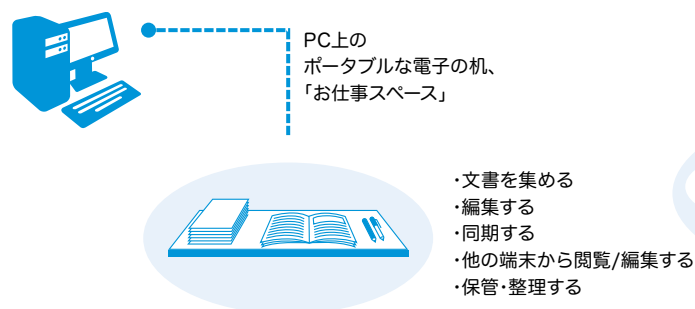 PC上の
ポータブルな電子の机、
「お仕事スペース」
・文書を集める
・編集する
・同期する
・他の端末から閲覧/編集する
・保管・整理する